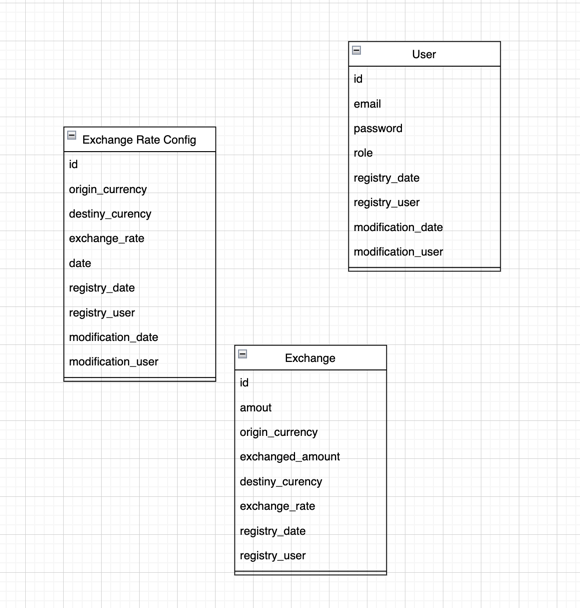 User
id
email
password
role
registry_date
registry_user
modification_date
modification_user
Exchange Rate Config
id
origin_currency
destiny_curency
exchange_rate
date
registry_date
registry_user
modification_date
modification_user
Exchange
id
amout
origin_currency
exchanged_amount
destiny_curency
exchange_rate
registry_date
registry_user